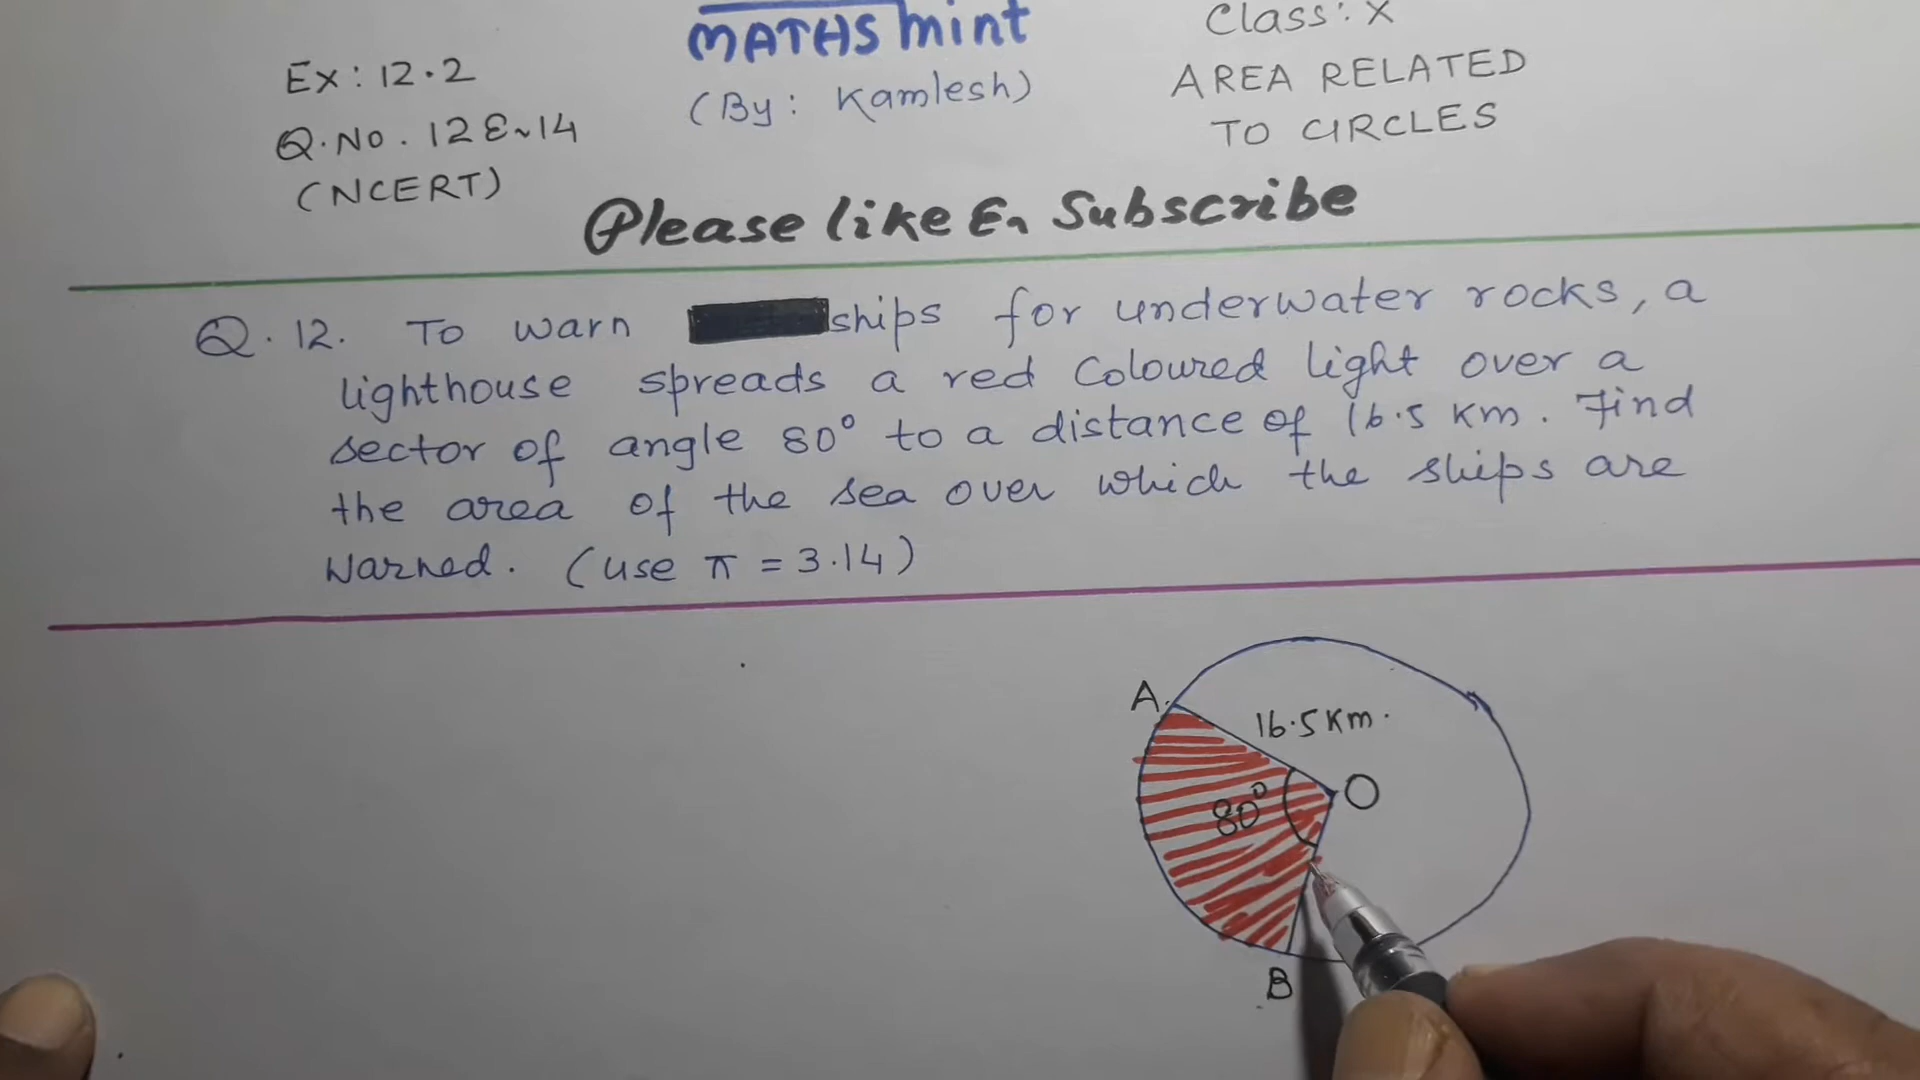 Ex: 12.2
Q.No. 12 & 14
(NCERT)
MATHS mint
(By: Kamlesh)
Class: X
AREA RELATED
TO CIRCLES
Please like & Subscribe
Q. 12. To warn ships for underwater rocks, a
lighthouse spreads a red coloured light over a
sector of angle 80° to a distance of 16.5 km. Find
the area of the sea over which the ships are
warned. (use π = 3.14)
A
16.5 Km.
80°
O
B